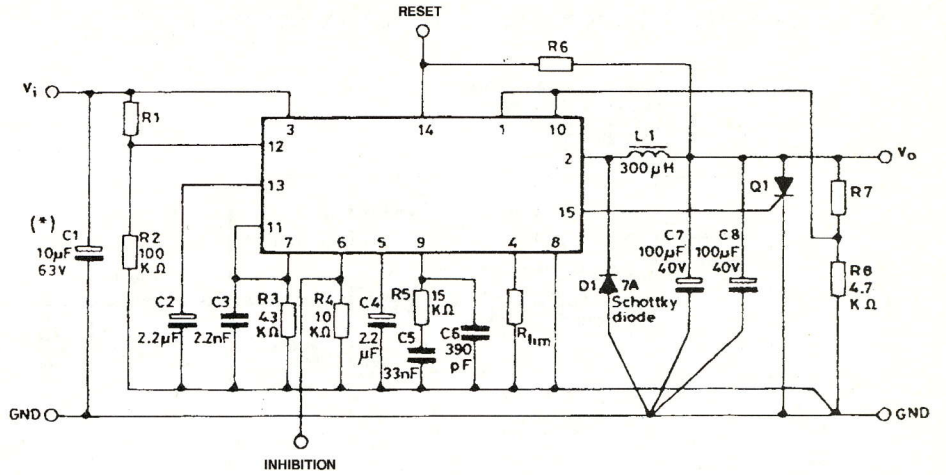 RESET
R6
Vi
R1
3
14
1
10
12
2
L1
300µH
Vo
13
Q1
R7
(*)
C1
10µF
63V
R2
100
KΩ
11
15
7
6
5
9
4
8
C7
100µF
40V
C8
100µF
40V
R8
4.7
KΩ
C2
2.2µF
C3
2.2nF
R3
4.3
KΩ
R4
10
KΩ
C4
2.2
µF
R5
15
KΩ
C5
33nF
C6
390
pF
Rlim
D1
7A
Schottky
diode
GND
GND
INHIBITION